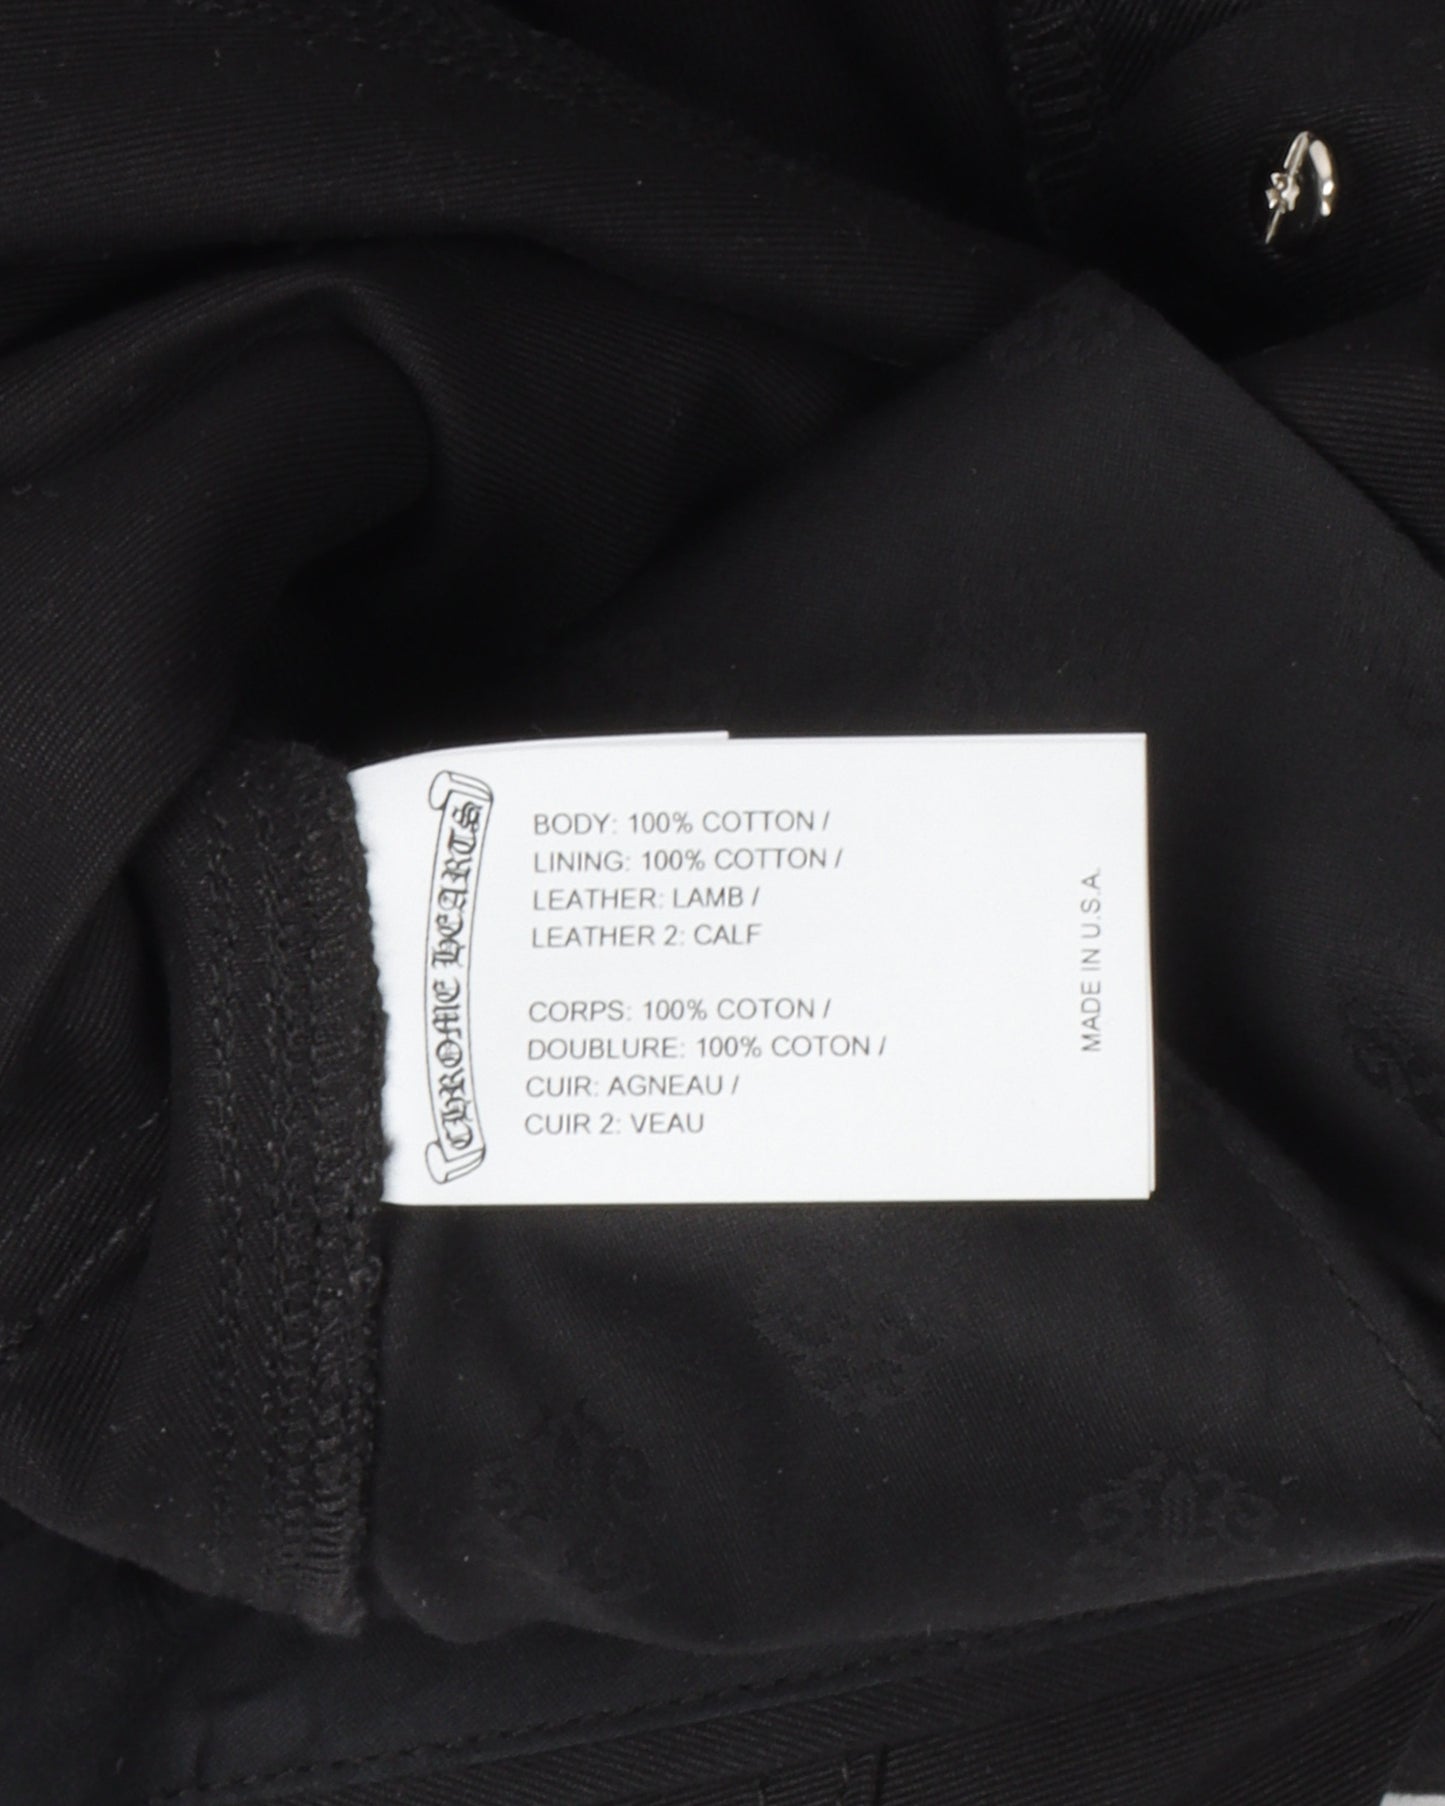 CHROME HEARTS
BODY: 100% COTTON /
LINING: 100% COTTON /
LEATHER: LAMB /
LEATHER 2: CALF
CORPS: 100% COTON /
DOUBLURE: 100% COTON /
CUIR: AGNEAU /
CUIR 2: VEAU
MADE IN U.S.A.